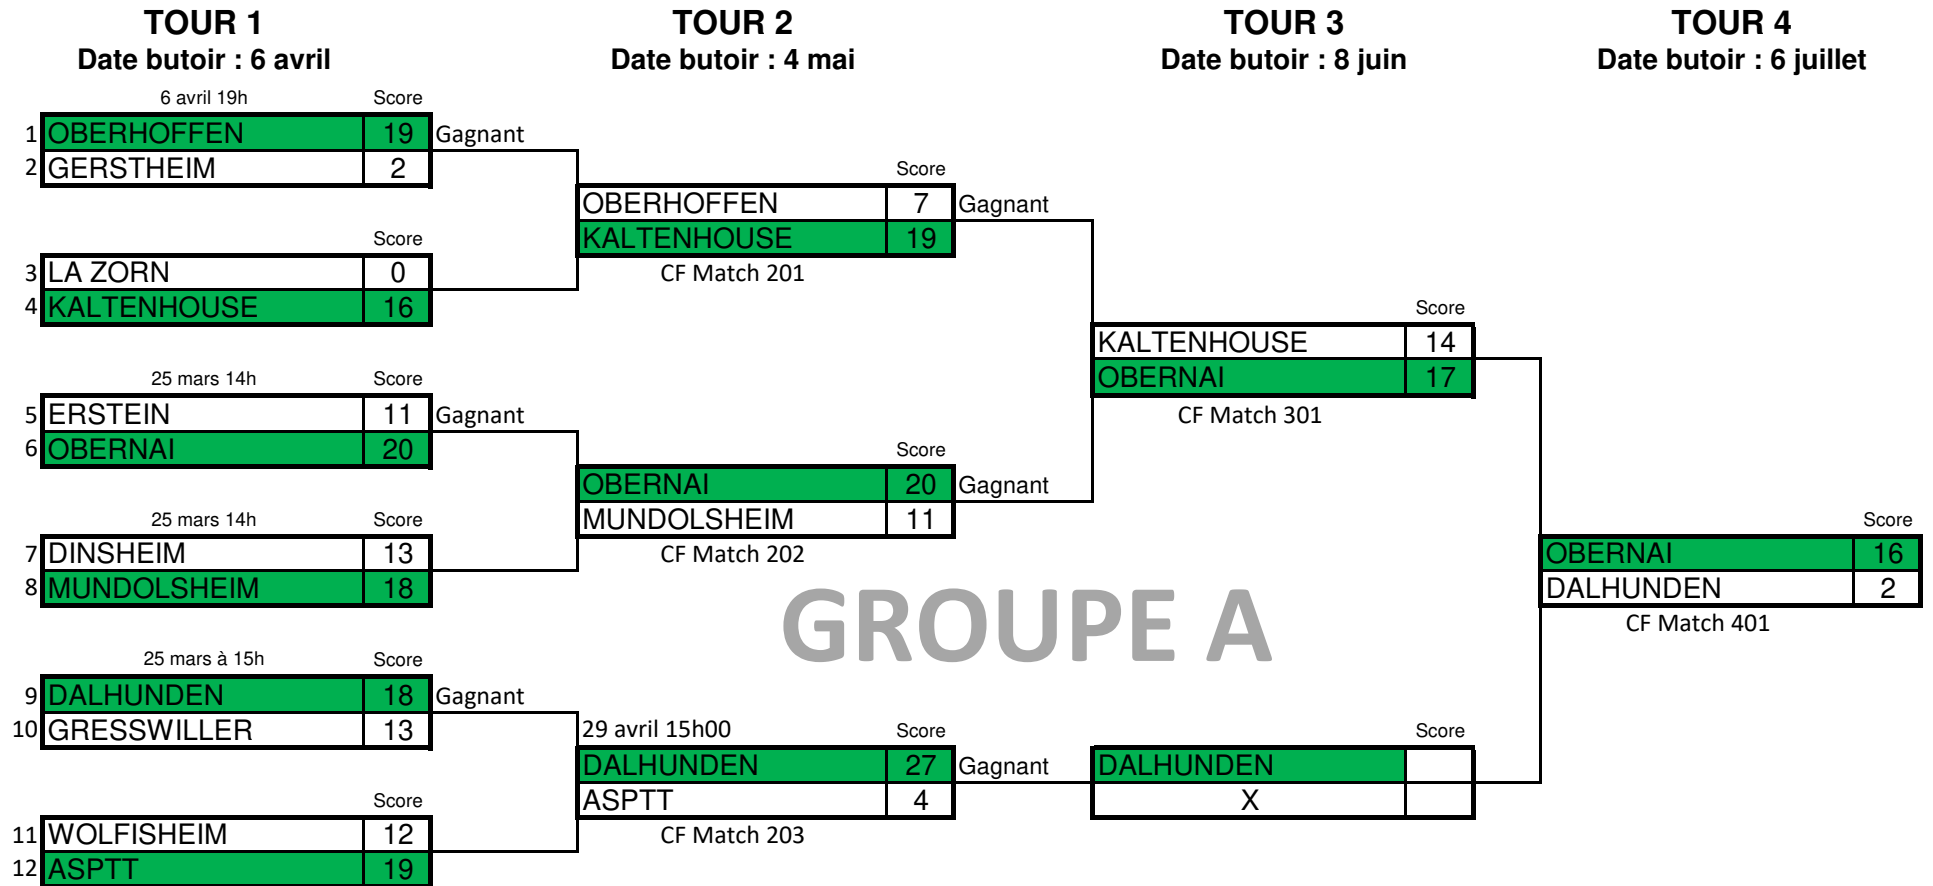 TOUR 1
Date butoir : 6 avril
TOUR 2
Date butoir : 4 mai
TOUR 3
Date butoir : 8 juin
TOUR 4
Date butoir : 6 juillet
6 avril 19h Score
1 OBERHOFFEN 19 Gagnant
2 GERSTHEIM 2
Score
3 LA ZORN 0
4 KALTENHOUSE 16
25 mars 14h Score
5 ERSTEIN 11 Gagnant
6 OBERNAI 20
25 mars 14h Score
7 DINSHEIM 13
8 MUNDOLSHEIM 18
25 mars à 15h Score
9 DALHUNDEN 18 Gagnant
10 GRESSWILLER 13
Score
11 WOLFISHEIM 12
12 ASPTT 19
Score
OBERHOFFEN 7 Gagnant
KALTENHOUSE 19
CF Match 201
Score
OBERNAI 20 Gagnant
MUNDOLSHEIM 11
CF Match 202
29 avril 15h00 Score
DALHUNDEN 27 Gagnant
ASPTT 4
CF Match 203
Score
KALTENHOUSE 14
OBERNAI 17
CF Match 301
Score
DALHUNDEN
X
Score
OBERNAI 16
DALHUNDEN 2
CF Match 401
GROUPE A